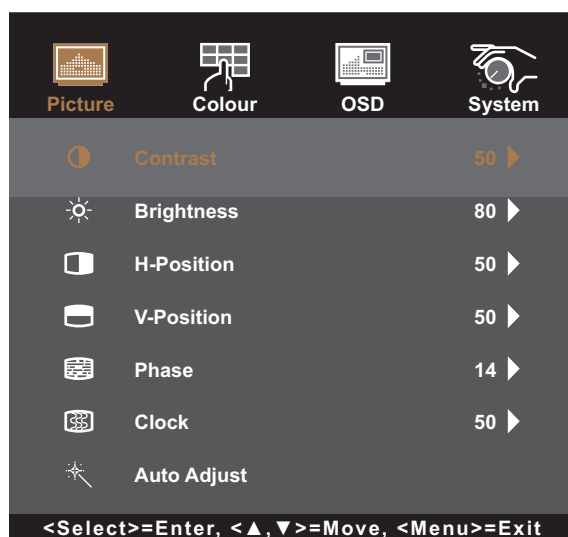 Picture Colour OSD System
Contrast 50
Brightness 80
H-Position 50
V-Position 50
Phase 14
Clock 50
Auto Adjust
<Select>=Enter, <▲,▼>=Move, <Menu>=Exit